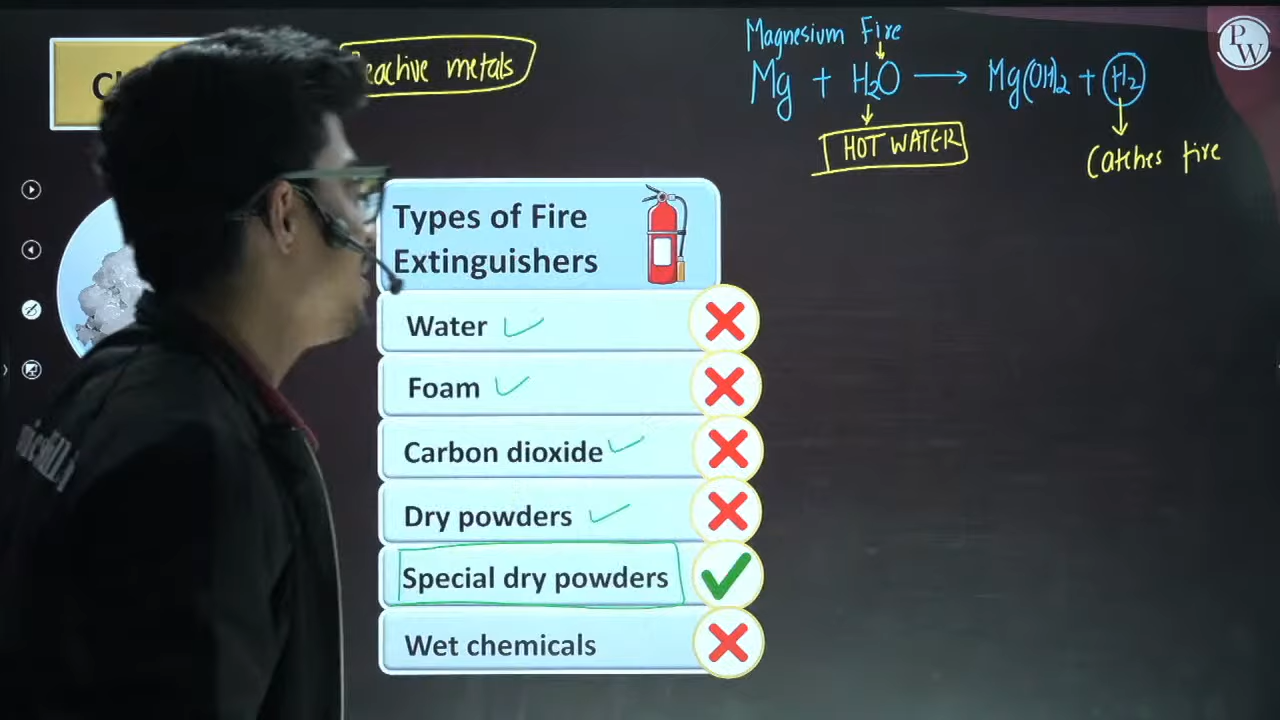 Reactive metals
Magnesium Fire
Mg + H₂O → Mg(OH)₂ + H₂
HOT WATER
Catches fire
PW
Types of Fire
Extinguishers
Water
Foam
Carbon dioxide
Dry powders
Special dry powders
Wet chemicals